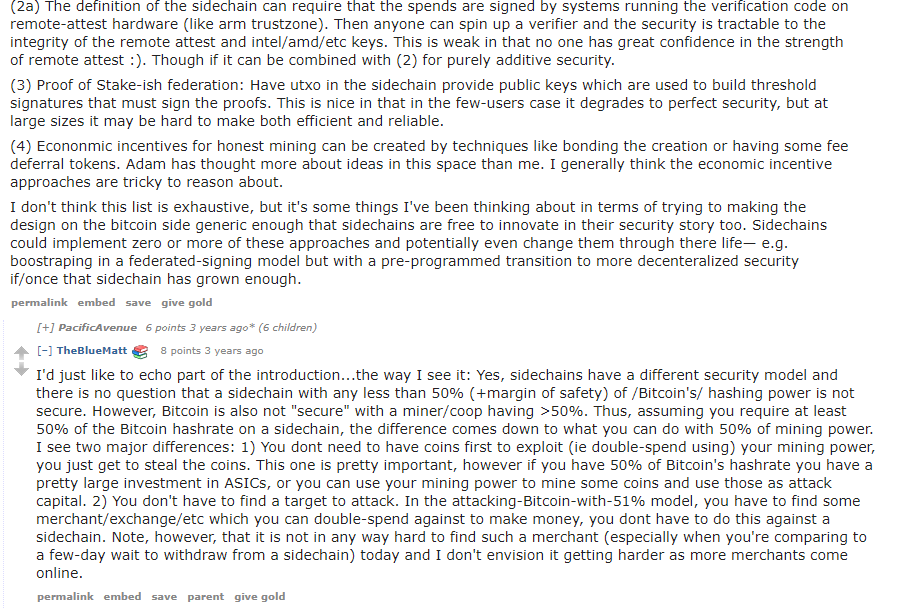 (2a) The definition of the sidechain can require that the spends are signed by systems running the verification code on
remote-attest hardware (like arm trustzone). Then anyone can spin up a verifier and the security is tractable to the
integrity of the remote attest and intel/amd/etc keys. This is weak in that no one has great confidence in the strength
of remote attest :). Though if it can be combined with (2) for purely additive security.
(3) Proof of Stake-ish federation: Have utxo in the sidechain provide public keys which are used to build threshold
signatures that must sign the proofs. This is nice in that in the few-users case it degrades to perfect security, but at
large sizes it may be hard to make both efficient and reliable.
(4) Econonmic incentives for honest mining can be created by techniques like bonding the creation or having some fee
deferral tokens. Adam has thought more about ideas in this space than me. I generally think the economic incentive
approaches are tricky to reason about.
I don't think this list is exhaustive, but it's some things I've been thinking about in terms of trying to making the
design on the bitcoin side generic enough that sidechains are free to innovate in their security story too. Sidechains
could implement zero or more of these approaches and potentially even change them through there life— e.g.
boostraping in a federated-signing model but with a pre-programmed transition to more decenteralized security
if/once that sidechain has grown enough.
permalink embed save give gold
[+] PacificAvenue 6 points 3 years ago* (6 children)
[-] TheBlueMatt 8 points 3 years ago
I'd just like to echo part of the introduction...the way I see it: Yes, sidechains have a different security model and
there is no question that a sidechain with any less than 50% (+margin of safety) of /Bitcoin's/ hashing power is not
secure. However, Bitcoin is also not "secure" with a miner/coop having >50%. Thus, assuming you require at least
50% of the Bitcoin hashrate on a sidechain, the difference comes down to what you can do with 50% of mining power.
I see two major differences: 1) You dont need to have coins first to exploit (ie double-spend using) your mining power,
you just get to steal the coins. This one is pretty important, however if you have 50% of Bitcoin's hashrate you have a
pretty large investment in ASICs, or you can use your mining power to mine some coins and use those as attack
capital. 2) You don't have to find a target to attack. In the attacking-Bitcoin-with-51% model, you have to find some
merchant/exchange/etc which you can double-spend against to make money, you dont have to do this against a
sidechain. Note, however, that it is not in any way hard to find such a merchant (especially when you're comparing to
a few-day wait to withdraw from a sidechain) today and I don't envision it getting harder as more merchants come
online.
permalink embed save parent give gold